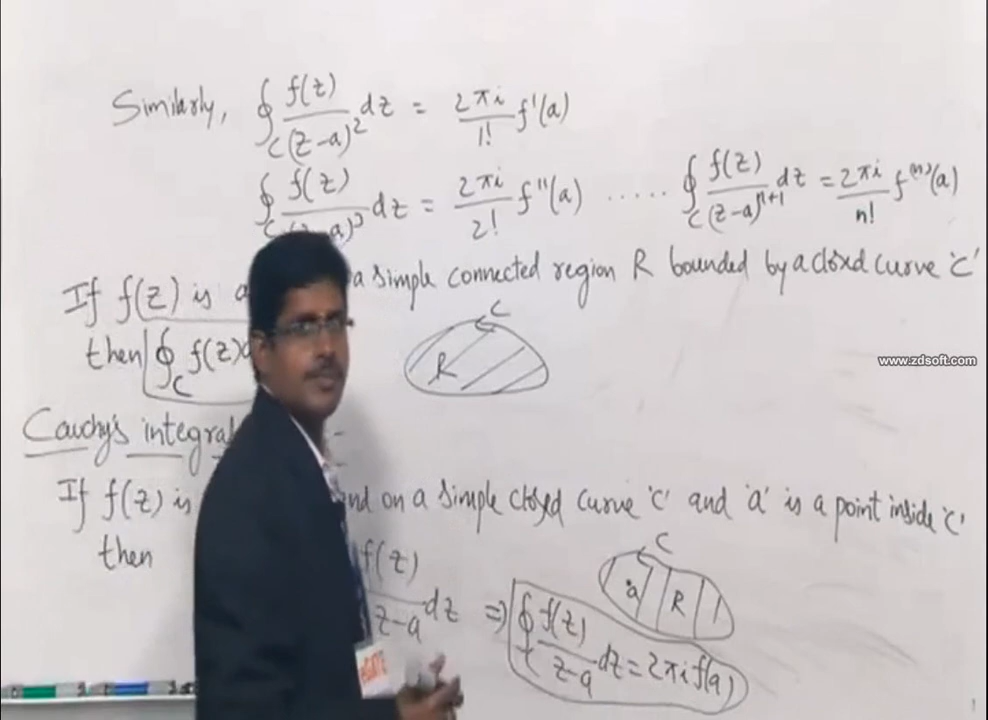 Similarly, ∮_C f(z)/(z-a)^2 dz = 2πi/1! f'(a)
∮_C f(z)/(z-a)^3 dz = 2πi/2! f''(a) ..... ∮_C f(z)/(z-a)^{n+1} dz = 2πi/n! f^{(n)}(a)
If f(z) is a simple connected region R bounded by a closed curve 'C'
then ∮_C f(z)
C
R
www.zdsoft.com
Cauchy's integral
If f(z) is and on a simple closed curve 'C' and 'a' is a point inside 'C'
then f(z)/z-a dz ⇒ ∮_C f(z)/z-a dz = 2πi f(a)
C
a R